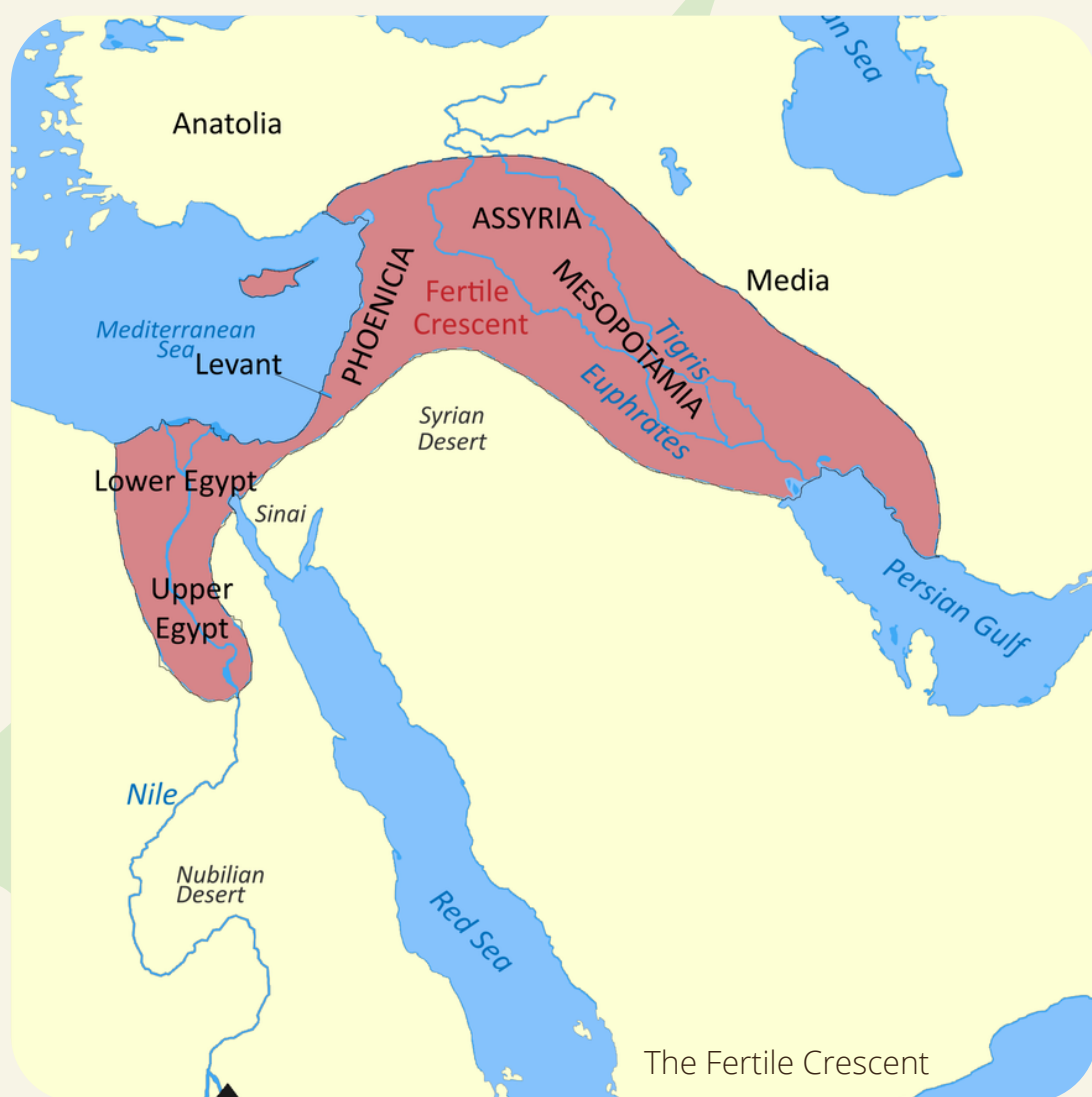 an Sea
Anatolia
ASSYRIA
PHOENICIA
Fertile
Crescent
MESOPOTAMIA
Tigris
Euphrates
Media
Mediterranean
Sea
Levant
Syrian
Desert
Lower Egypt
Sinai
Upper
Egypt
Persian Gulf
Nile
Nubilian
Desert
Red Sea
The Fertile Crescent